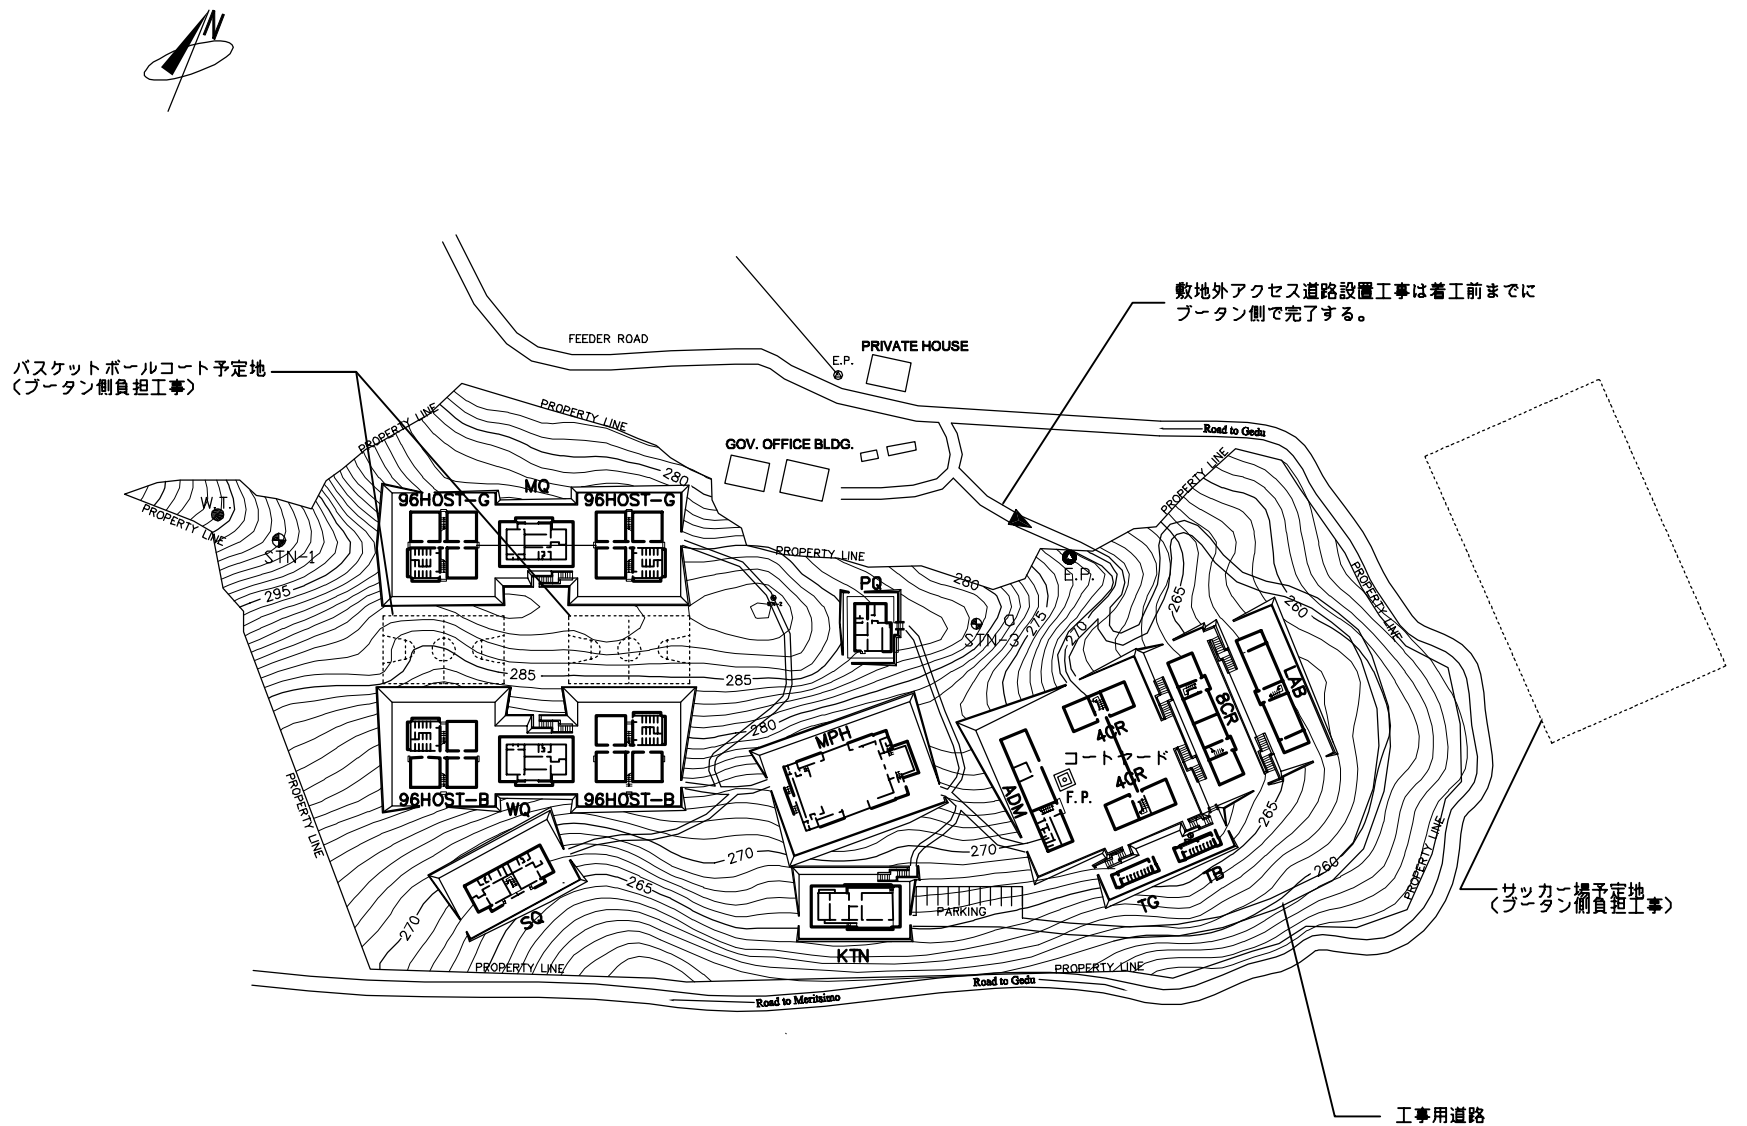 N
敷地外アクセス道路設置工事は着工前までに
ブータン側で完了する。
FEEDER ROAD
PRIVATE HOUSE
E.P.
バスケットボールコート予定地
(ブータン側負担工事)
PROPERTY LINE
PROPERTY LINE
Road to Gedu
GOV. OFFICE BLDG.
PROPERTY LINE
280
MQ
96HOST-G
96HOST-G
W.T.
PROPERTY LINE
STN-1
PROPERTY LINE
E.P.
PROPERTY LINE
280
PQ
295
265
260
275
270
STN-3
285
285
LAB
8CR
280
MPH
4CR
コートヤード
4CR
F.P.
ADM
96HOST-B
96HOST-B
WQ
PROPERTY LINE
265
270
270
PROPERTY LINE
260
265
TB
TG
サッカー場予定地
(ブータン側負担工事)
PARKING
SQ
270
KTN
PROPERTY LINE
PROPERTY LINE
Road to Gedu
Road to Meritsimo
工事用道路